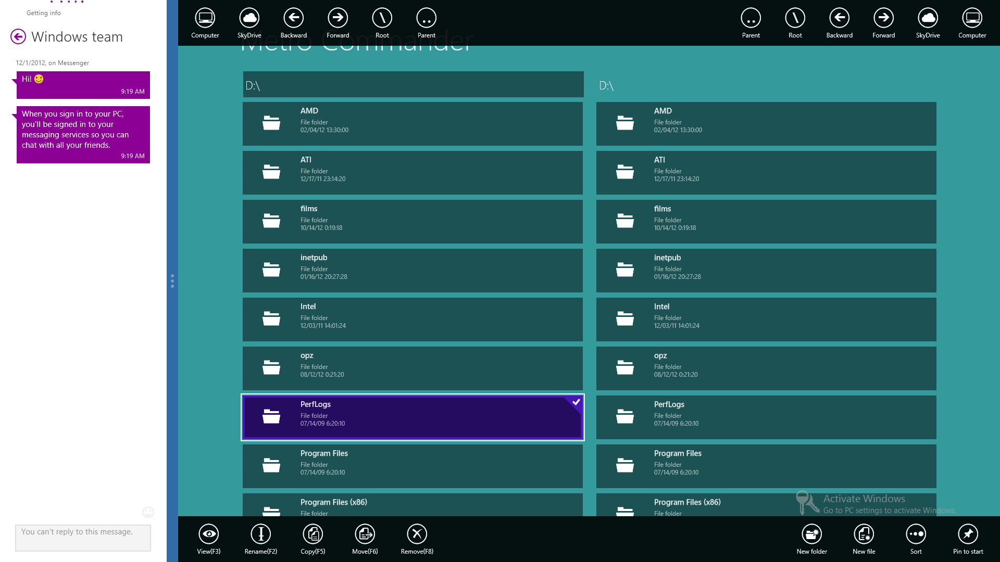 Getting info
Windows team
12/1/2012, on Messenger
Hi!
9:19 AM
When you sign in to your PC,
you'll be signed in to your
messaging services so you can
chat with all your friends.
9:19 AM
You can't reply to this message.
Computer
SkyDrive
Backward
Forward
Root
Parent
Parent
Root
Backward
Forward
SkyDrive
Computer
Metro Commander
D:\
AMD
File folder
02/04/12 13:30:00
ATI
File folder
12/17/11 23:14:20
films
File folder
10/14/12 0:19:18
inetpub
File folder
01/16/12 20:27:28
Intel
File folder
12/03/11 14:01:24
opz
File folder
08/12/12 0:21:20
PerfLogs
File folder
07/14/09 6:20:10
Program Files
File folder
07/14/09 6:20:10
Program Files (x86)
File folder
D:\
AMD
File folder
02/04/12 13:30:00
ATI
File folder
12/17/11 23:14:20
films
File folder
10/14/12 0:19:18
inetpub
File folder
01/16/12 20:27:28
Intel
File folder
12/03/11 14:01:24
opz
File folder
08/12/12 0:21:20
PerfLogs
File folder
07/14/09 6:20:10
Program Files
File folder
07/14/09 6:20:10
Program Files (x86)
File folder
Activate Windows
Go to PC settings to activate Windows.
View(F3)
Rename(F2)
Copy(F5)
Move(F6)
Remove(F8)
New folder
New file
Sort
Pin to start